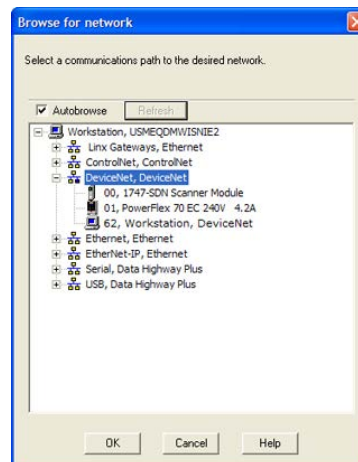 Browse for network
Select a communications path to the desired network.
Autobrowse
Refresh
Workstation, USMEQDMWISNIE2
Linx Gateways, Ethernet
ControlNet, ControlNet
DeviceNet, DeviceNet
00, 1747-SDN Scanner Module
01, PowerFlex 70 EC 240V 4.2A
62, Workstation, DeviceNet
Ethernet, Ethernet
EtherNet-IP, Ethernet
Serial, Data Highway Plus
USB, Data Highway Plus
OK
Cancel
Help